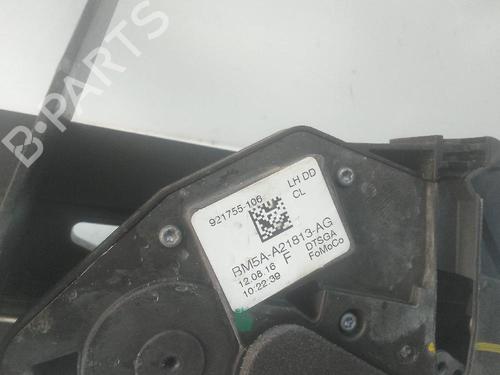 B-PARTS
921755-106
LH DD
CL
BM5A-A21813-AG
12.08.16
10:22:39
F
DTSGA
FoMoCo